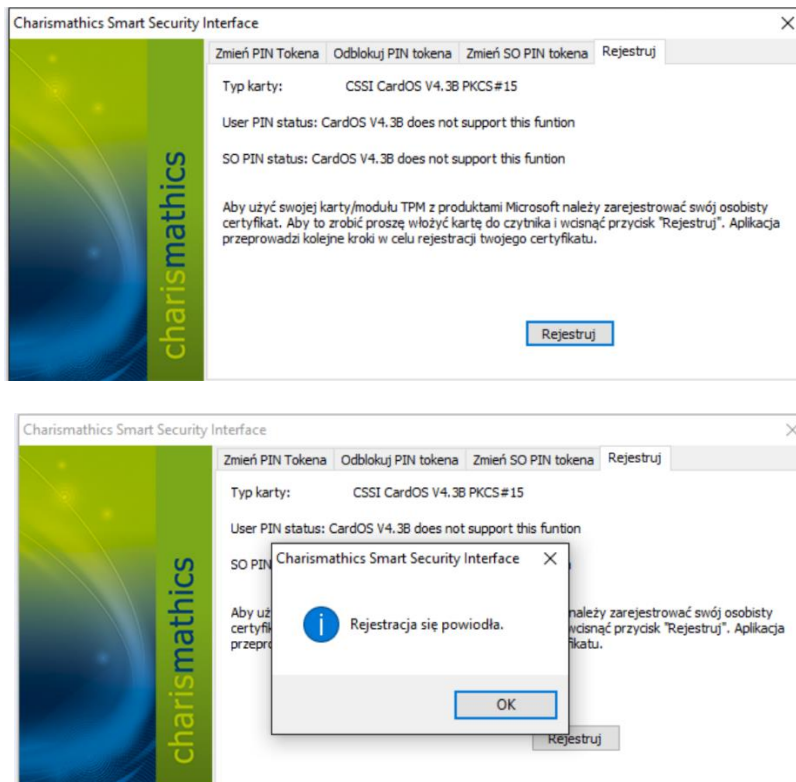 Charismathics Smart Security Interface
Zmień PIN Tokena Odblokuj PIN tokena Zmień SO PIN tokena Rejestruj
Typ karty: CSSI CardOS V4.3B PKCS#15
User PIN status: CardOS V4.3B does not support this funtion
SO PIN status: CardOS V4.3B does not support this funtion
Aby użyć swojej karty/modułu TPM z produktami Microsoft należy zarejestrować swój osobisty
certyfikat. Aby to zrobić proszę włożyć kartę do czytnika i wcisnąć przycisk "Rejestruj". Aplikacja
przeprowadzi kolejne kroki w celu rejestracji twojego certyfikatu.
Rejestruj
charismathics
Charismathics Smart Security Interface
Zmień PIN Tokena Odblokuj PIN tokena Zmień SO PIN tokena Rejestruj
Typ karty: CSSI CardOS V4.3B PKCS#15
User PIN status: CardOS V4.3B does not support this funtion
SO PIN
Charismathics Smart Security Interface
Rejestracja się powiodła.
OK
Aby uż należy zarejestrować swój osobisty
certyfik wcisnąć przycisk "Rejestruj". Aplikacja
przepro fikatu.
Rejestruj
charismathics